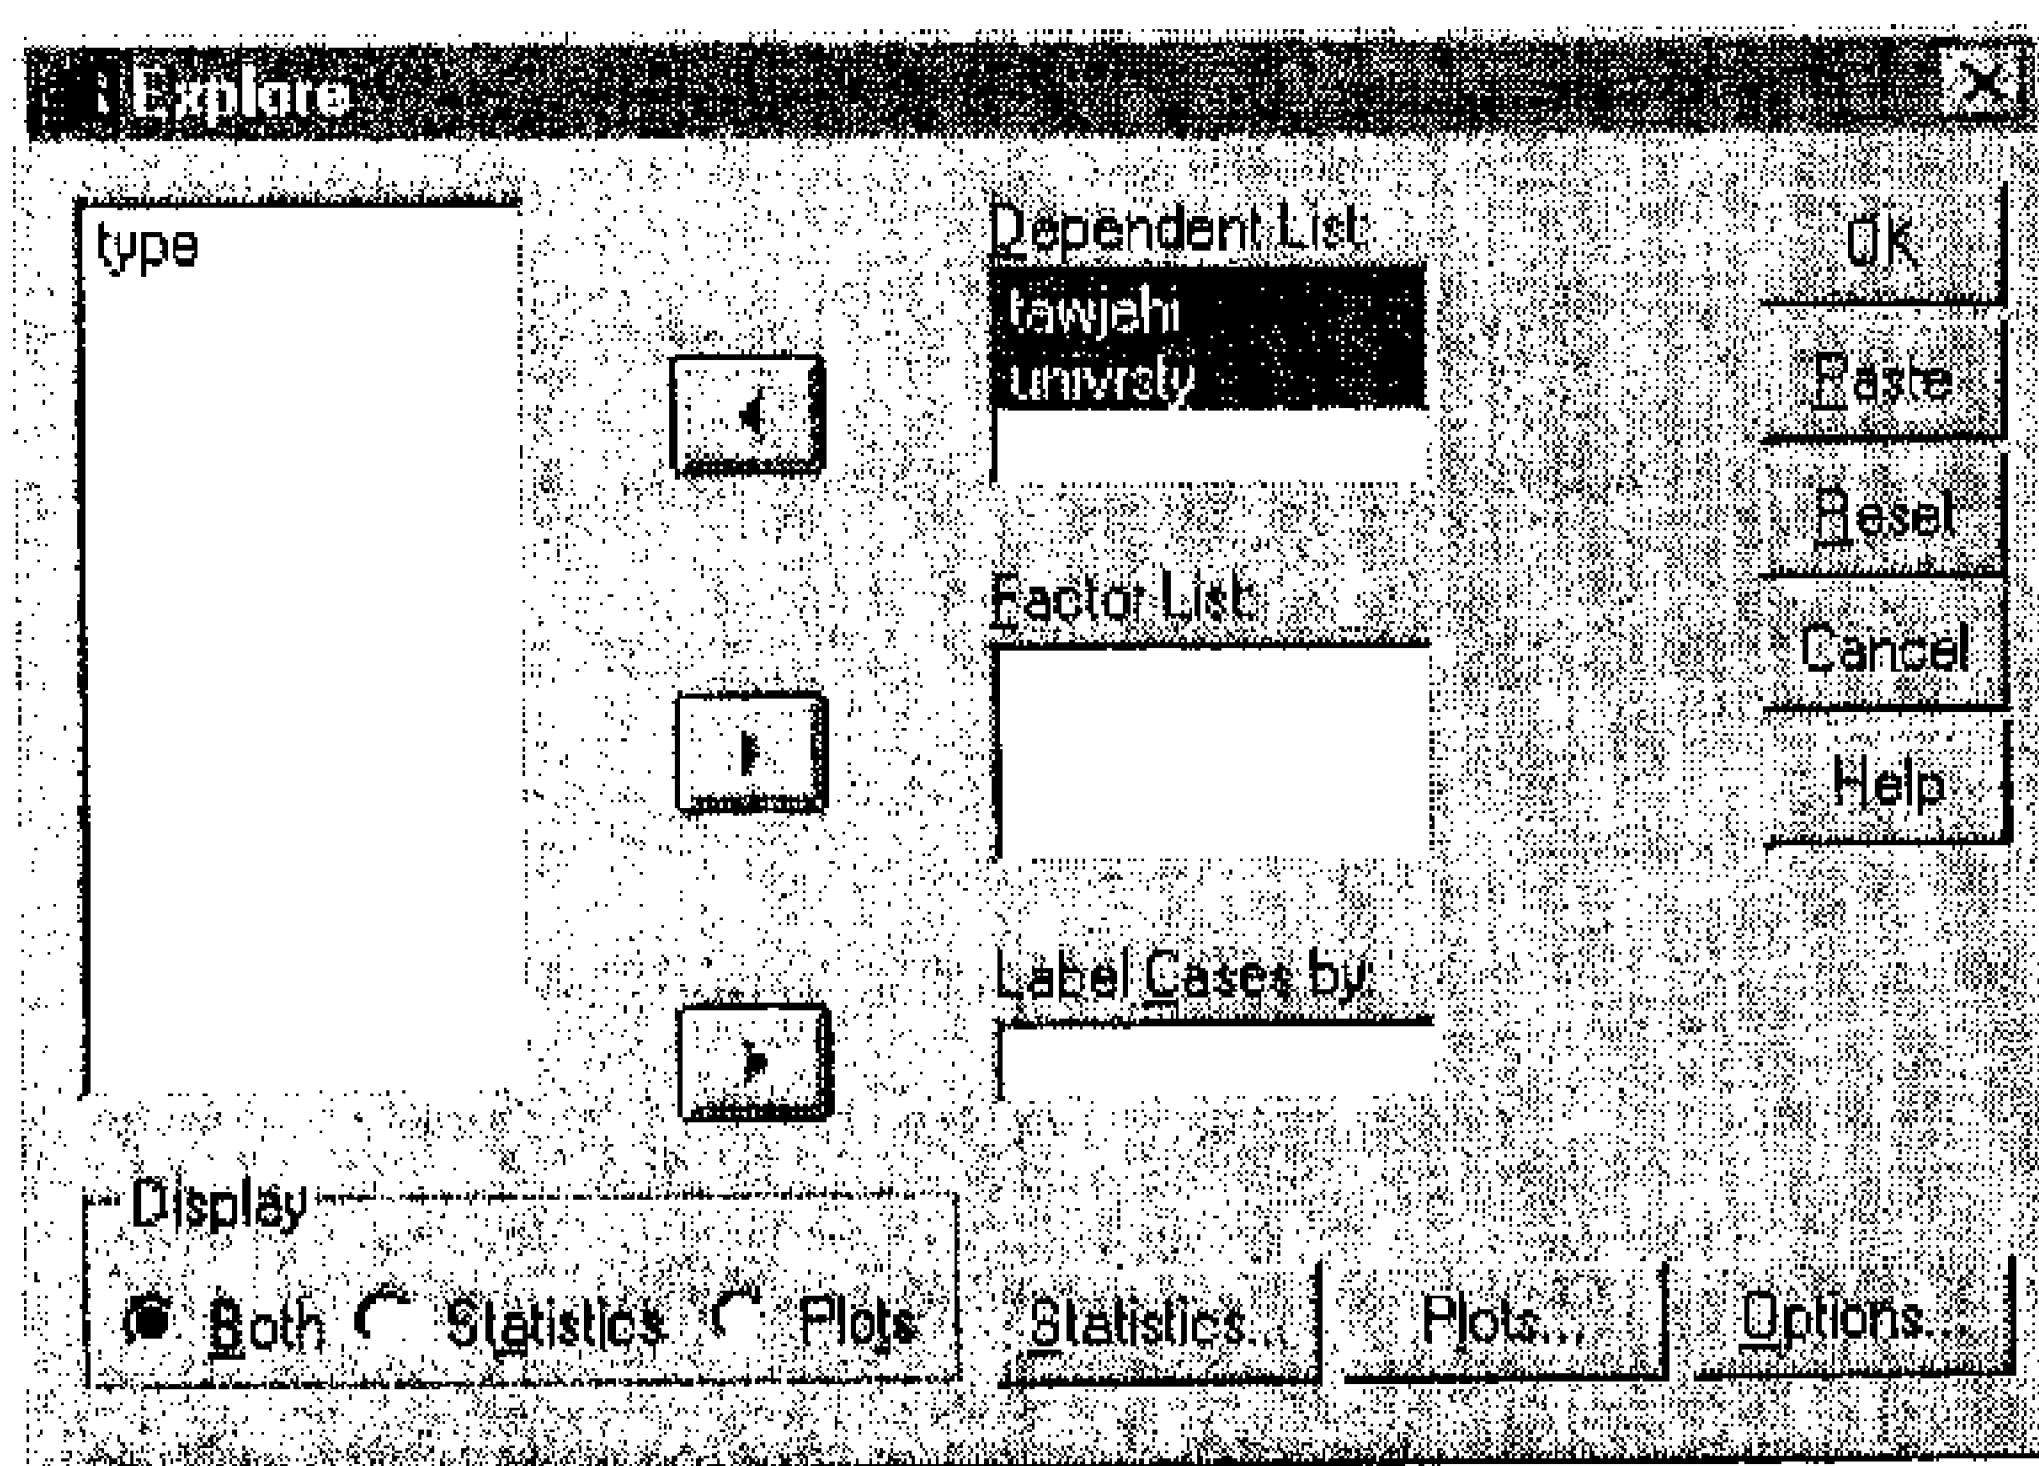 Explore
type
Dependent List:
tawjehi
univrsty
Factor List:
Label Cases by:
OK
Paste
Reset
Cancel
Help
Display
Both Statistics Plots
Statistics... Plots... Options...